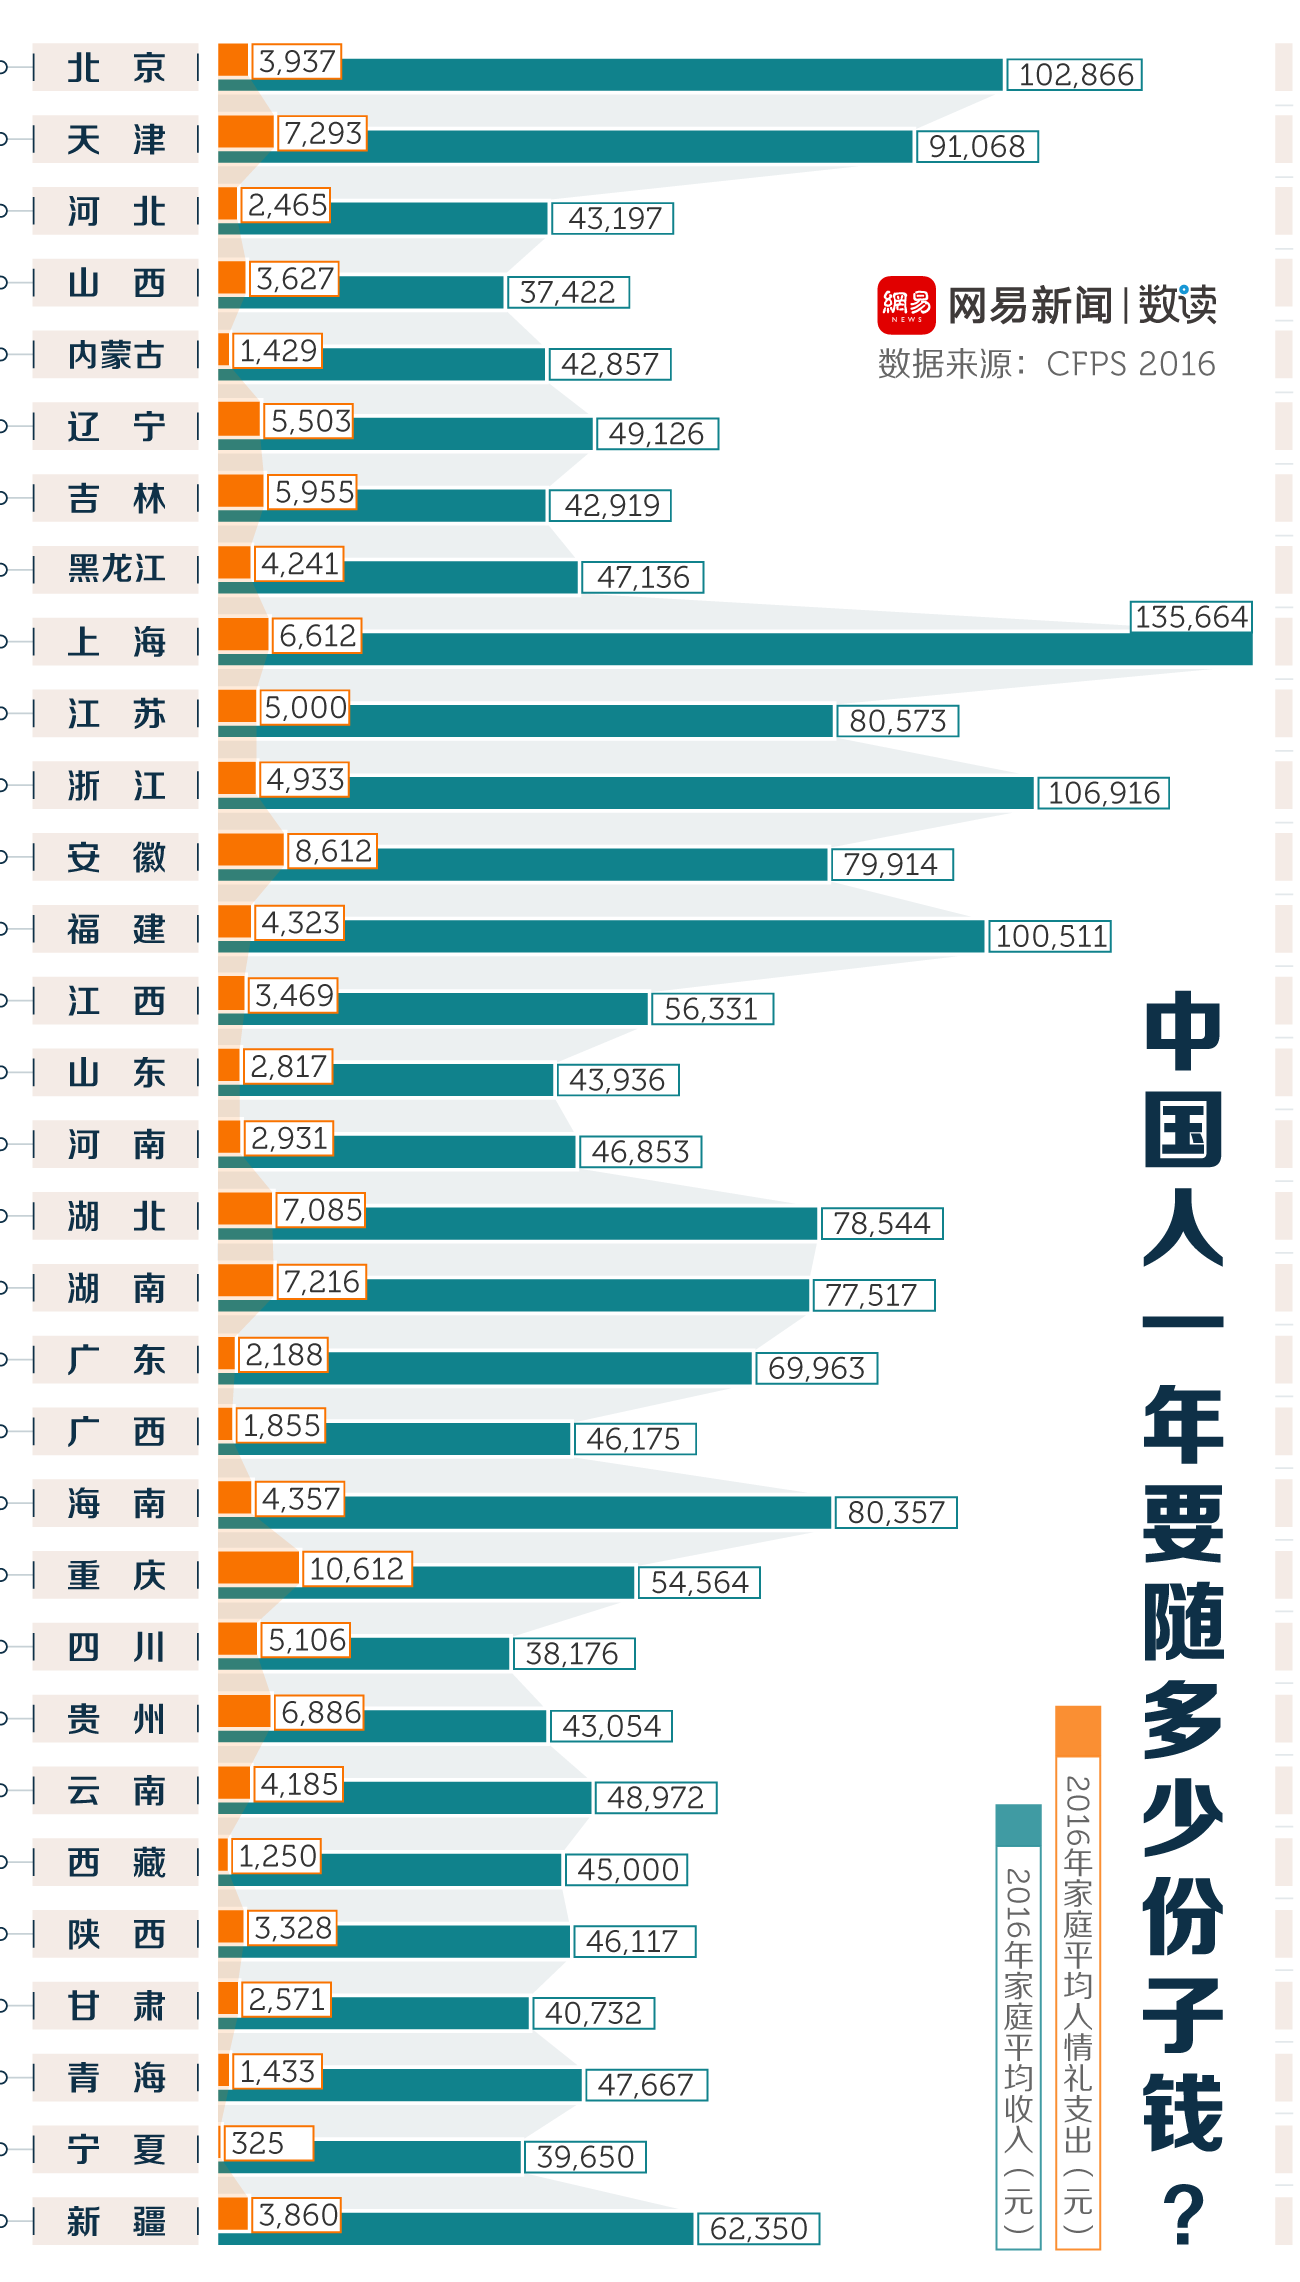 北京 3,937 102,866
天津 7,293 91,068
河北 2,465 43,197
山西 3,627 37,422
内蒙古 1,429 42,857
辽宁 5,503 49,126
吉林 5,955 42,919
黑龙江 4,241 47,136
上海 6,612 135,664
江苏 5,000 80,573
浙江 4,933 106,916
安徽 8,612 79,914
福建 4,323 100,511
江西 3,469 56,331
山东 2,817 43,936
河南 2,931 46,853
湖北 7,085 78,544
湖南 7,216 77,517
广东 2,188 69,963
广西 1,855 46,175
海南 4,357 80,357
重庆 10,612 54,564
四川 5,106 38,176
贵州 6,886 43,054
云南 4,185 48,972
西藏 1,250 45,000
陕西 3,328 46,117
甘肃 2,571 40,732
青海 1,433 47,667
宁夏 325 39,650
新疆 3,860 62,350
網易 NEWS 网易新闻|数读
数据来源：CFPS 2016
中国人一年要随多少份子钱？
2016年家庭平均人情礼支出（元）
2016年家庭平均收入（元）